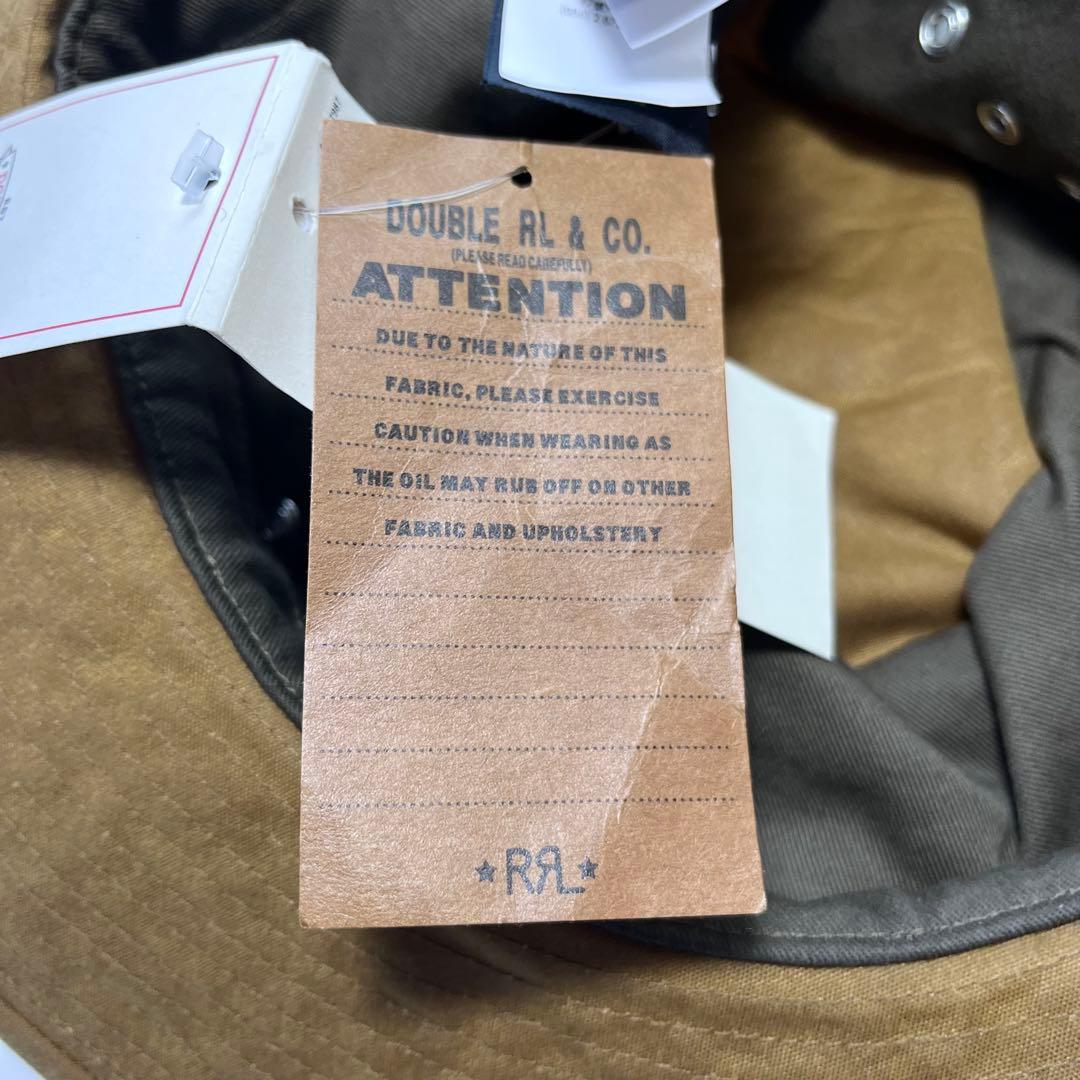 DOUBLE RL & CO.
(PLEASE READ CAREFULLY)
ATTENTION
DUE TO THE NATURE OF THIS
FABRIC, PLEASE EXERCISE
CAUTION WHEN WEARING AS
THE OIL MAY RUB OFF ON OTHER
FABRIC AND UPHOLSTERY
★RRL★